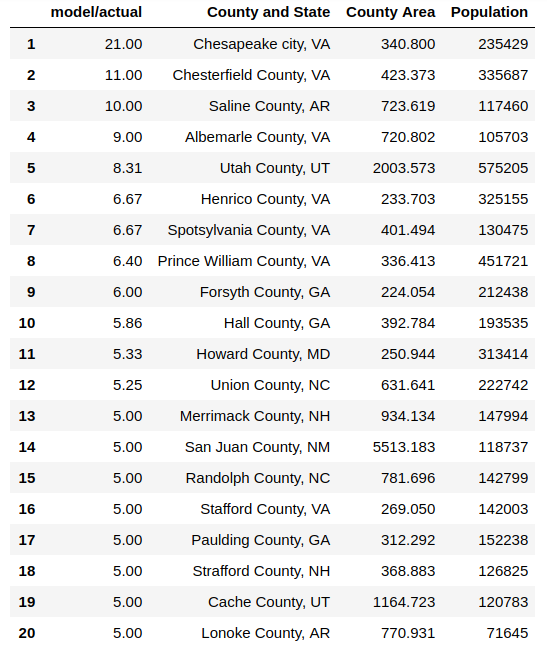 model/actual County and State County Area Population
1 21.00 Chesapeake city, VA 340.800 235429
2 11.00 Chesterfield County, VA 423.373 335687
3 10.00 Saline County, AR 723.619 117460
4 9.00 Albemarle County, VA 720.802 105703
5 8.31 Utah County, UT 2003.573 575205
6 6.67 Henrico County, VA 233.703 325155
7 6.67 Spotsylvania County, VA 401.494 130475
8 6.40 Prince William County, VA 336.413 451721
9 6.00 Forsyth County, GA 224.054 212438
10 5.86 Hall County, GA 392.784 193535
11 5.33 Howard County, MD 250.944 313414
12 5.25 Union County, NC 631.641 222742
13 5.00 Merrimack County, NH 934.134 147994
14 5.00 San Juan County, NM 5513.183 118737
15 5.00 Randolph County, NC 781.696 142799
16 5.00 Stafford County, VA 269.050 142003
17 5.00 Paulding County, GA 312.292 152238
18 5.00 Strafford County, NH 368.883 126825
19 5.00 Cache County, UT 1164.723 120783
20 5.00 Lonoke County, AR 770.931 71645